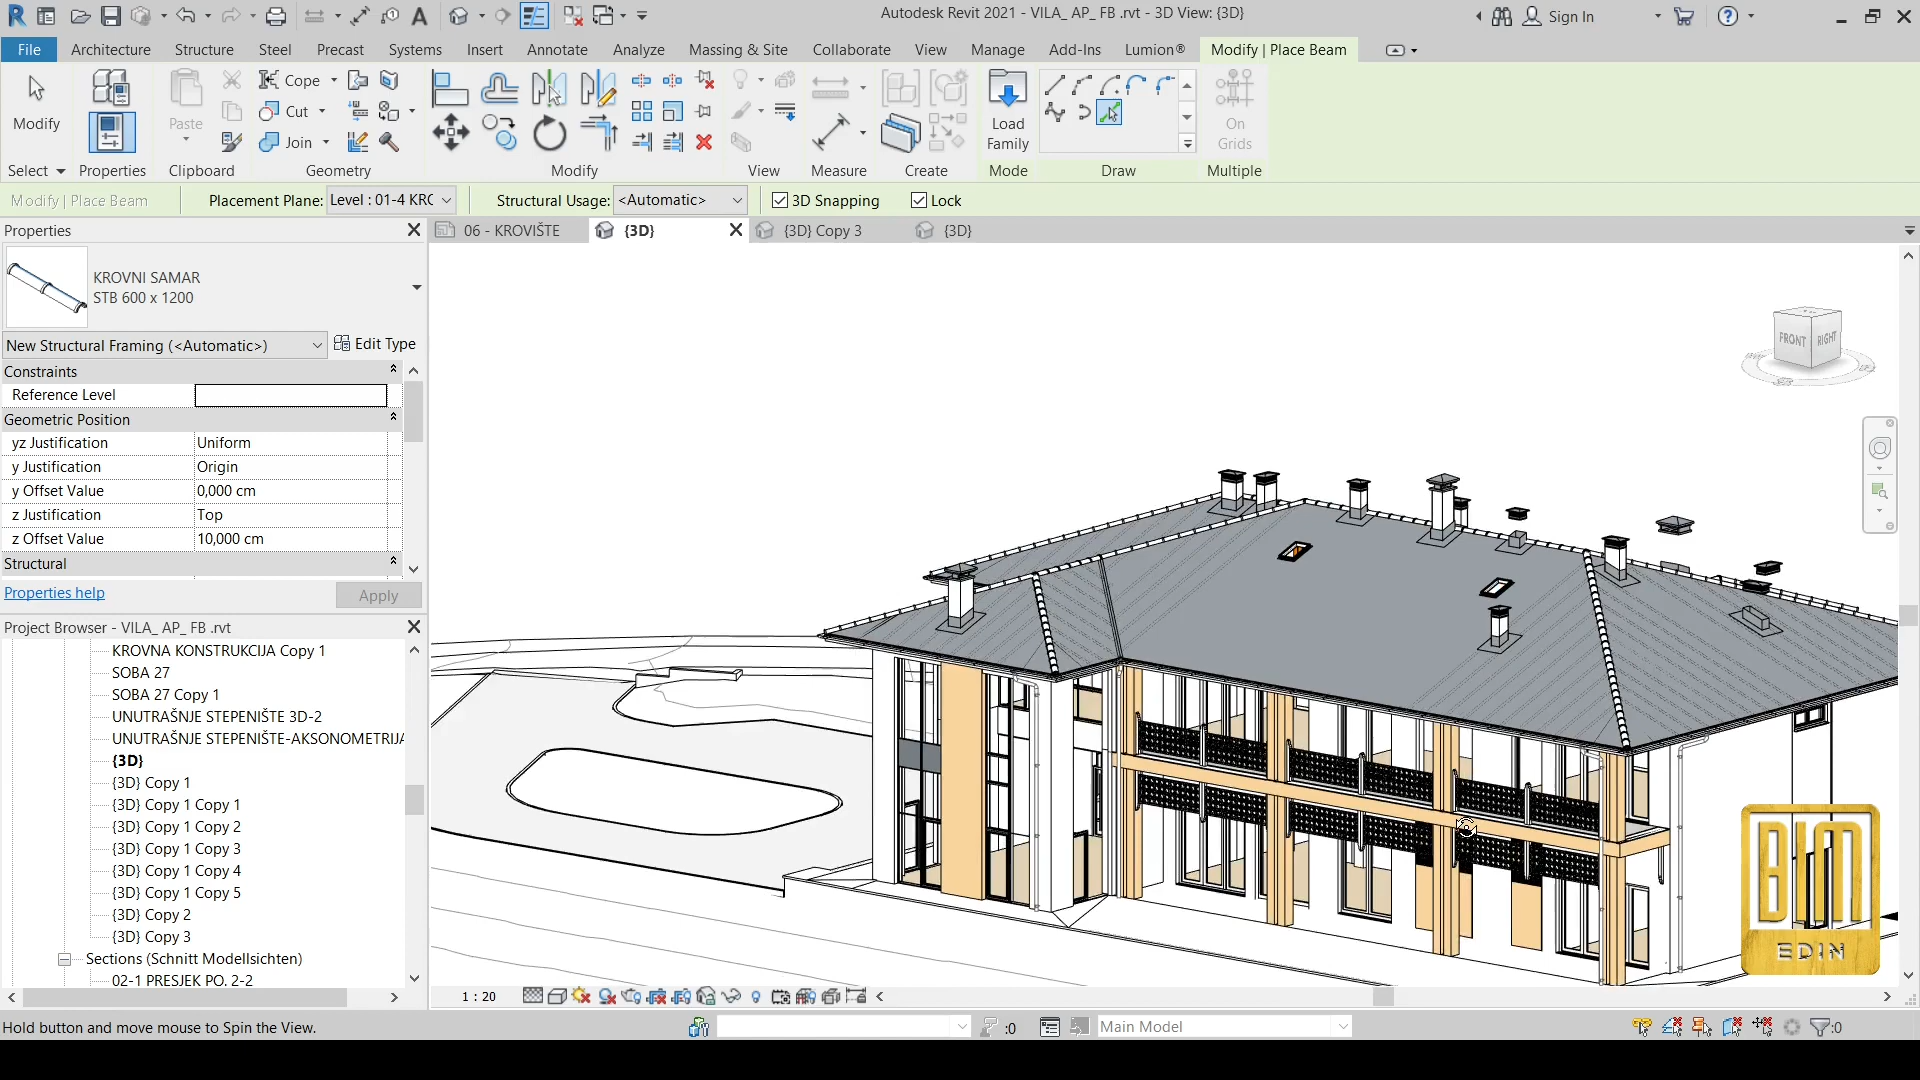 Autodesk Revit 2021 - VILA_ AP_ FB .rvt - 3D View: {3D}
Sign In
File
Architecture
Structure
Steel
Precast
Systems
Insert
Annotate
Analyze
Massing & Site
Collaborate
View
Manage
Add-Ins
Lumion®
Modify | Place Beam
Modify
Paste
Cope
Cut
Join
Load
Family
On
Grids
Select
Properties
Clipboard
Geometry
Modify
View
Measure
Create
Mode
Draw
Multiple
Modify | Place Beam
Placement Plane:
Level : 01-4 KRO
Structural Usage:
<Automatic>
3D Snapping
Lock
Properties
06 - KROVIŠTE
{3D}
{3D} Copy 3
{3D}
KROVNI SAMAR
STB 600 x 1200
New Structural Framing (<Automatic>)
Edit Type
Constraints
Reference Level
Geometric Position
yz Justification
Uniform
y Justification
Origin
y Offset Value
0,000 cm
z Justification
Top
z Offset Value
10,000 cm
Structural
Properties help
Apply
FRONT
RIGHT
Project Browser - VILA_ AP_ FB .rvt
KROVNA KONSTRUKCIJA Copy 1
SOBA 27
SOBA 27 Copy 1
UNUTRAŠNJE STEPENIŠTE 3D-2
UNUTRAŠNJE STEPENIŠTE-AKSONOMETRIJA
{3D}
{3D} Copy 1
{3D} Copy 1 Copy 1
{3D} Copy 1 Copy 2
{3D} Copy 1 Copy 3
{3D} Copy 1 Copy 4
{3D} Copy 1 Copy 5
{3D} Copy 2
{3D} Copy 3
Sections (Schnitt Modellsichten)
02-1 PRESJEK PO. 2-2
BIM
EDIN
1 : 20
Hold button and move mouse to Spin the View.
:0
Main Model
:0